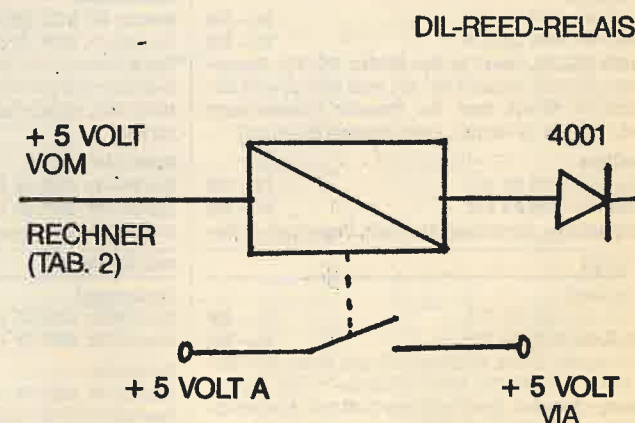 DIL-REED-RELAIS
+ 5 VOLT
VOM
RECHNER
(TAB. 2)
4001
+ 5 VOLT A
+ 5 VOLT
VIA